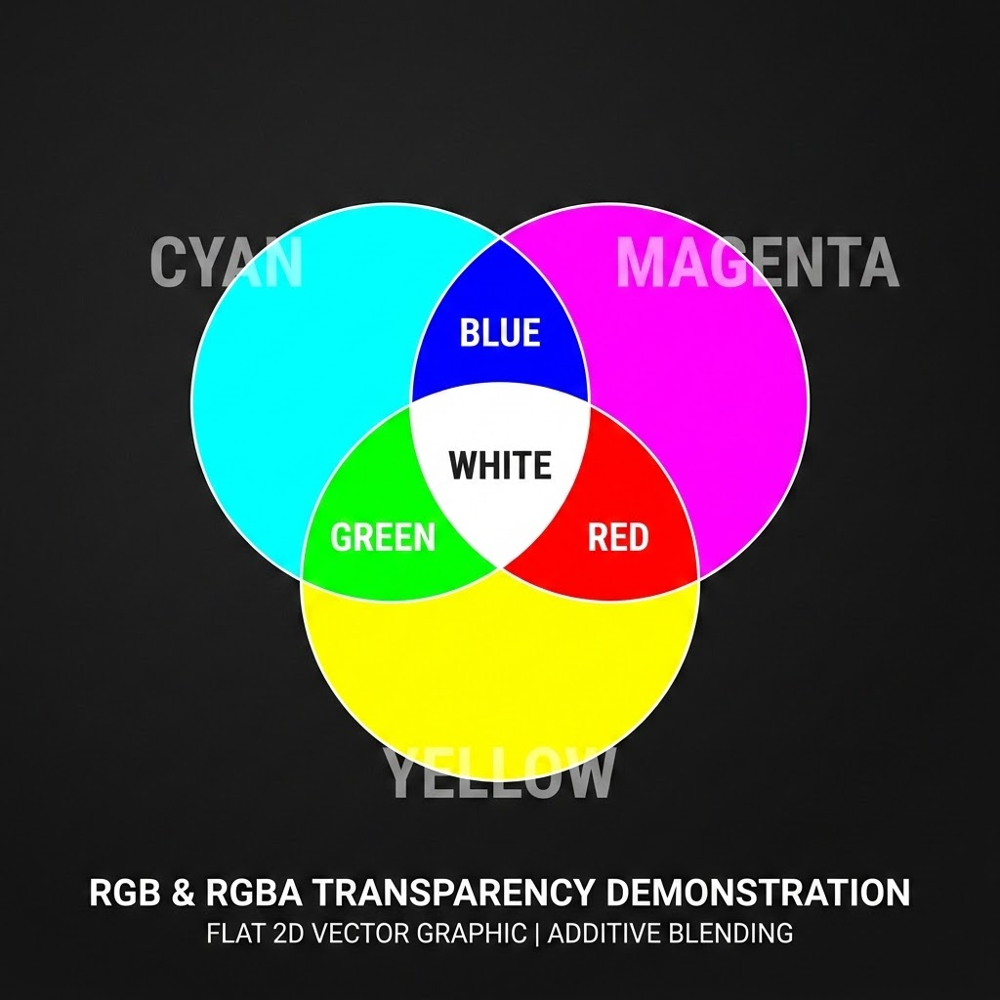 CYAN
MAGENTA
BLUE
WHITE
GREEN
RED
YELLOW
RGB & RGBA TRANSPARENCY DEMONSTRATION
FLAT 2D VECTOR GRAPHIC | ADDITIVE BLENDING